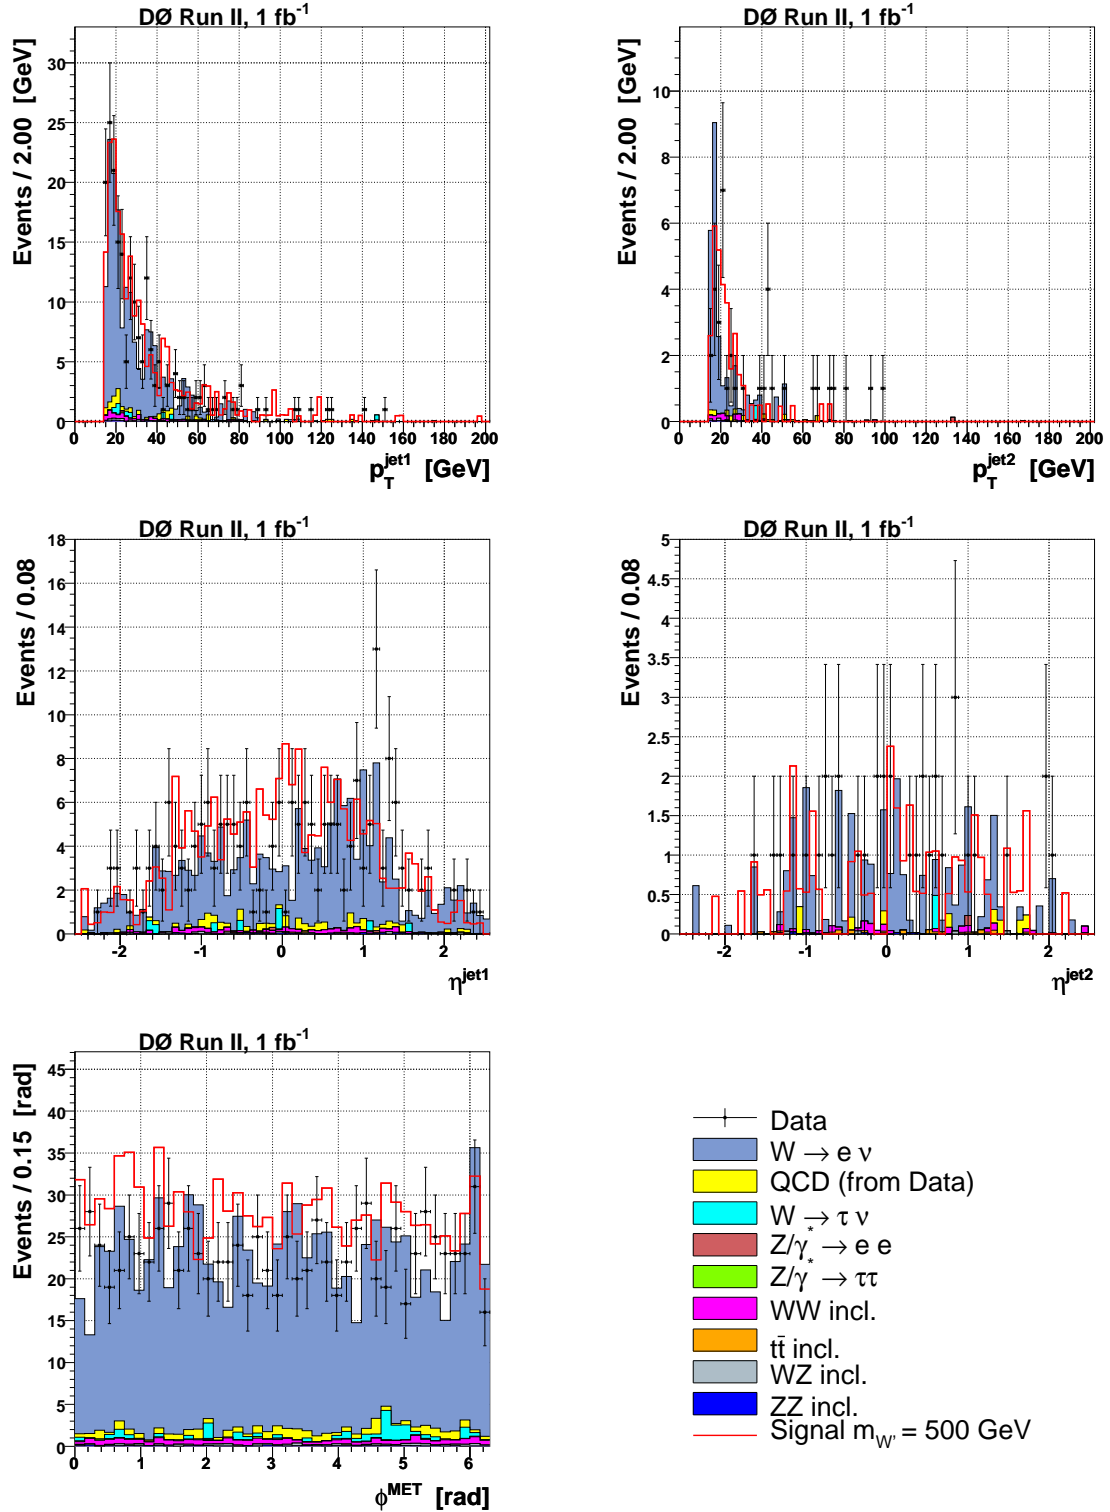 DØ Run II, 1 fb⁻¹
Events / 2.00 [GeV]
30
25
20
15
10
5
0
0 20 40 60 80 100 120 140 160 180 200
p_T^jet1 [GeV]
DØ Run II, 1 fb⁻¹
Events / 2.00 [GeV]
10
8
6
4
2
0
0 20 40 60 80 100 120 140 160 180 200
p_T^jet2 [GeV]
DØ Run II, 1 fb⁻¹
Events / 0.08
18
16
14
12
10
8
6
4
2
0
-2 -1 0 1 2
η^jet1
DØ Run II, 1 fb⁻¹
Events / 0.08
5
4.5
4
3.5
3
2.5
2
1.5
1
0.5
0
-2 -1 0 1 2
η^jet2
DØ Run II, 1 fb⁻¹
Events / 0.15 [rad]
45
40
35
30
25
20
15
10
5
0
0 1 2 3 4 5 6
ϕ^MET [rad]
Data
W → e ν
QCD (from Data)
W → τ ν
Z/γ* → e e
Z/γ* → ττ
WW incl.
tt̄ incl.
WZ incl.
ZZ incl.
Signal m_W' = 500 GeV